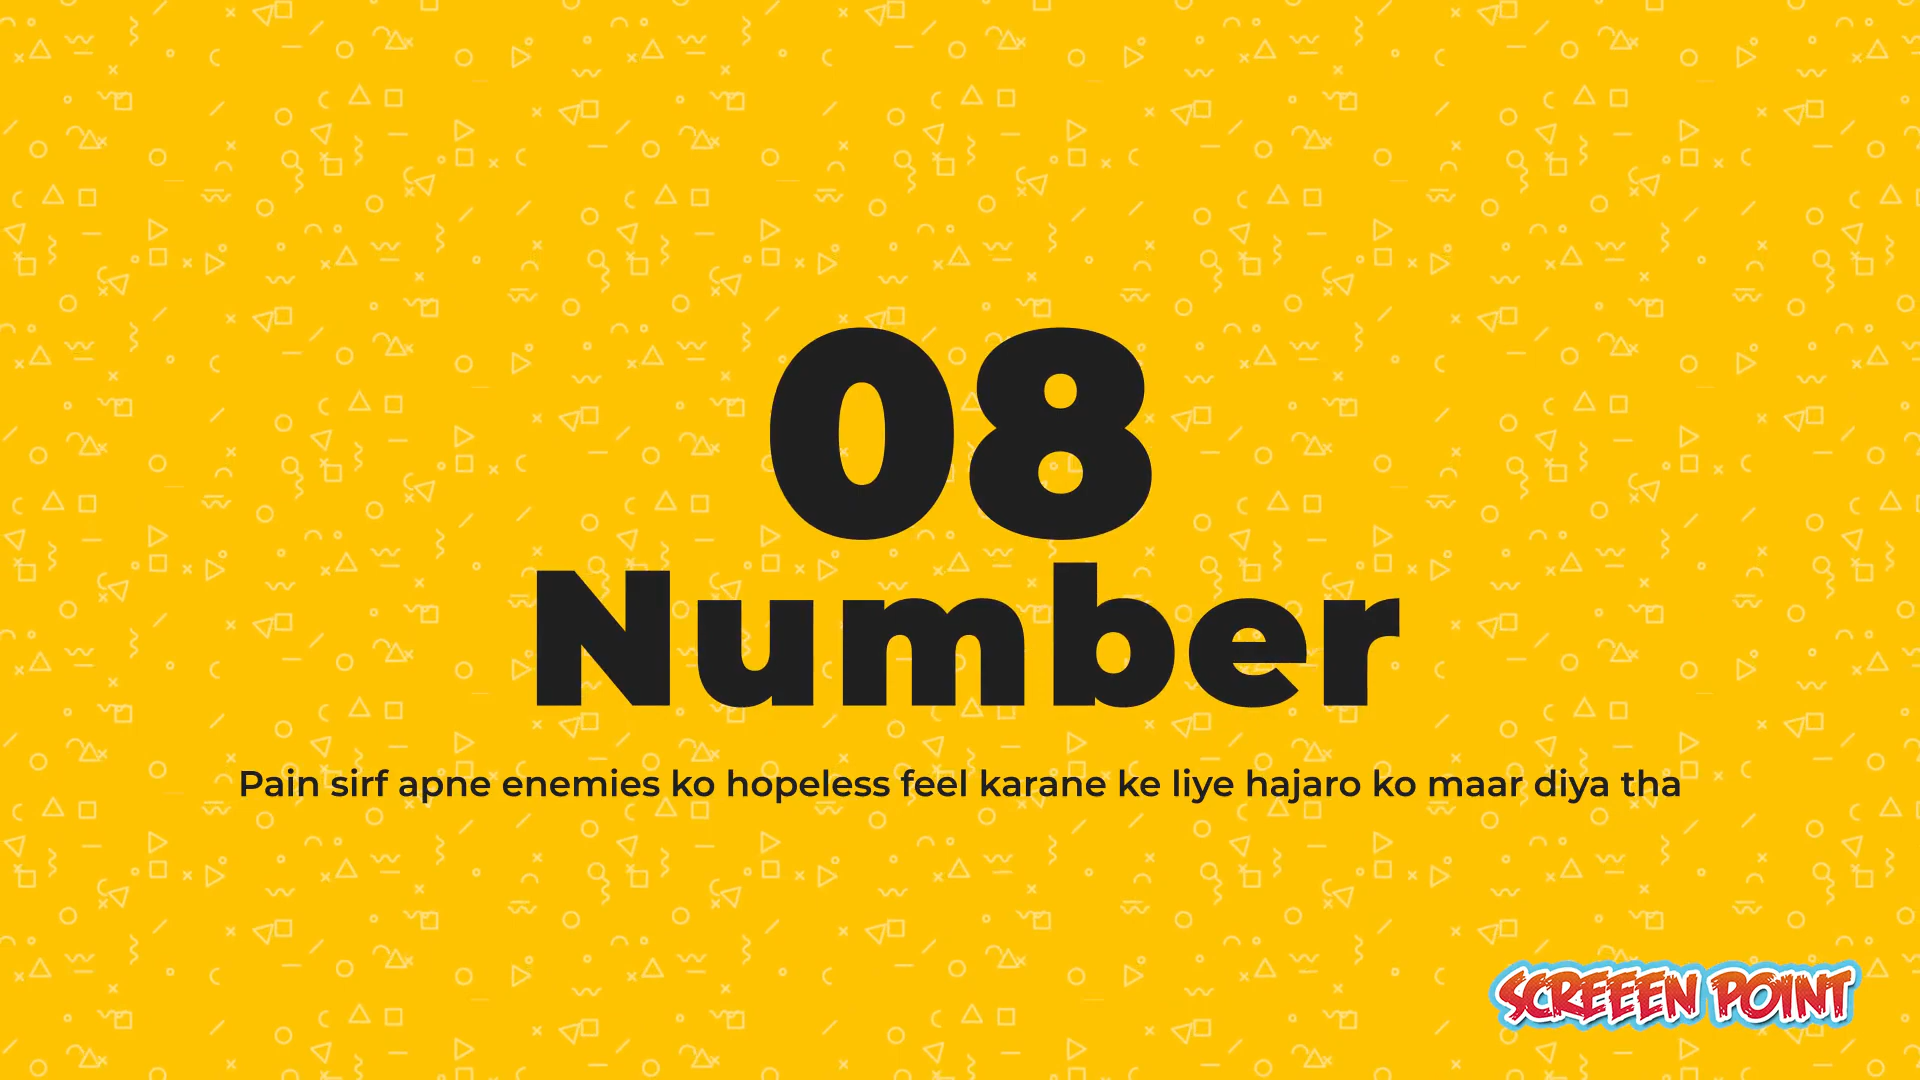 08
Number
Pain sirf apne enemies ko hopeless feel karane ke liye hajaro ko maar diya tha
SCREEEN POINT